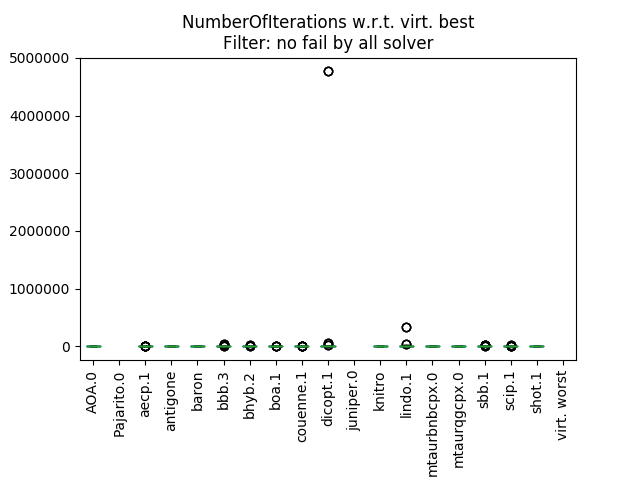 NumberOfIterations w.r.t. virt. best
Filter: no fail by all solver
5000000
4000000
3000000
2000000
1000000
0
AOA.0
Pajarito.0
aecp.1
antigone
baron
bbb.3
bhyb.2
boa.1
couenne.1
dicopt.1
juniper.0
knitro
lindo.1
mtaurbnbcpx.0
mtaurqgcpx.0
sbb.1
scip.1
shot.1
virt. worst